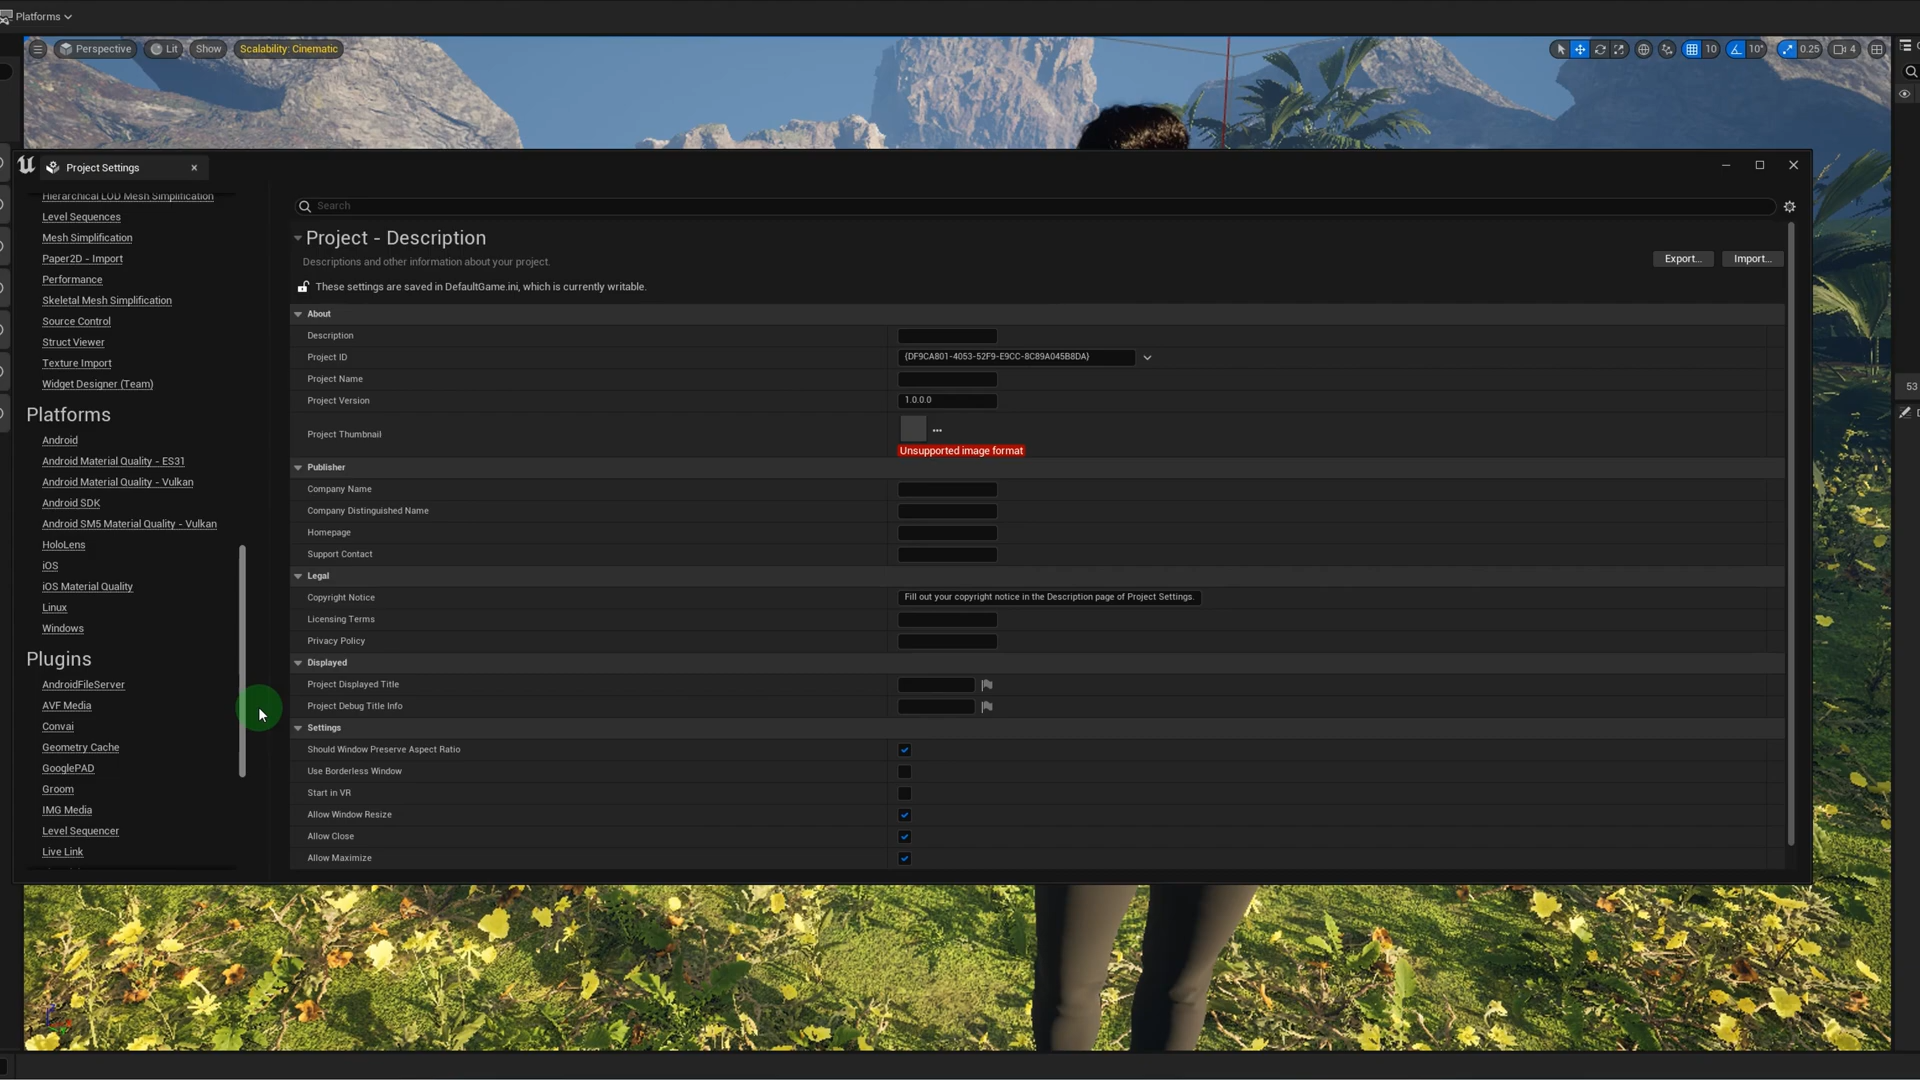 Platforms
Perspective
Lit
Show
Scalability: Cinematic
10
10°
0.25
4
Project Settings
Hierarchical LOD Mesh Simplification
Level Sequences
Mesh Simplification
Paper2D - Import
Performance
Skeletal Mesh Simplification
Source Control
Struct Viewer
Texture Import
Widget Designer (Team)
Platforms
Android
Android Material Quality - ES31
Android Material Quality - Vulkan
Android SDK
Android SM5 Material Quality - Vulkan
HoloLens
iOS
iOS Material Quality
Linux
Windows
Plugins
AndroidFileServer
AVF Media
Convai
Geometry Cache
GooglePAD
Groom
IMG Media
Level Sequencer
Live Link
Search
Project - Description
Descriptions and other information about your project.
Export...
Import...
These settings are saved in DefaultGame.ini, which is currently writable.
About
Description
Project ID
{DF9CA801-4053-52F9-E9CC-8C89A045B8DA}
Project Name
Project Version
1.0.0.0
Project Thumbnail
Unsupported image format
Publisher
Company Name
Company Distinguished Name
Homepage
Support Contact
Legal
Copyright Notice
Fill out your copyright notice in the Description page of Project Settings.
Licensing Terms
Privacy Policy
Displayed
Project Displayed Title
Project Debug Title Info
Settings
Should Window Preserve Aspect Ratio
Use Borderless Window
Start in VR
Allow Window Resize
Allow Close
Allow Maximize
53